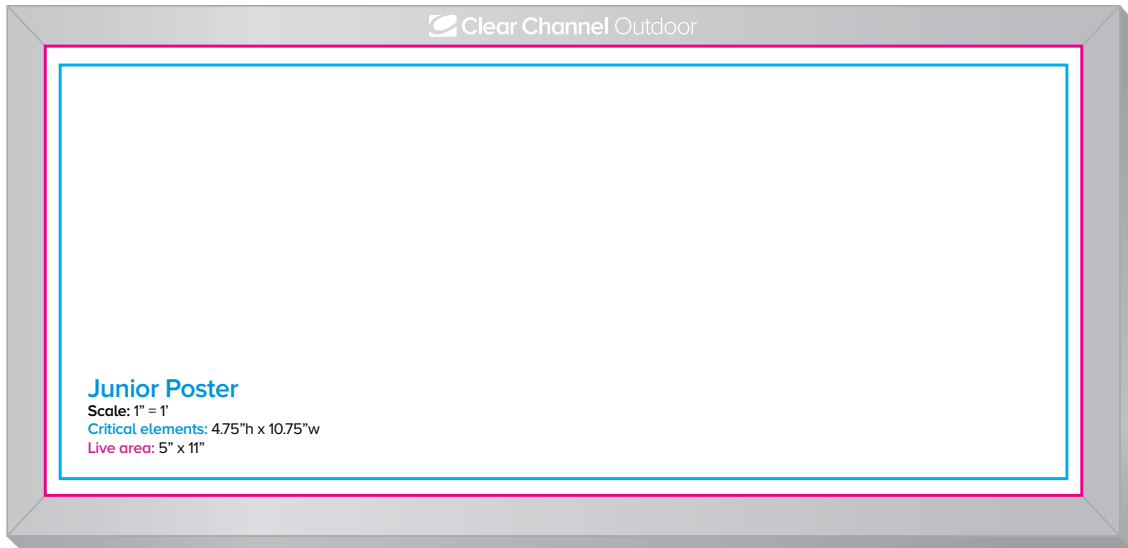 Clear Channel Outdoor
Junior Poster
Scale: 1” = 1’
Critical elements: 4.75”h x 10.75”w
Live area: 5” x 11”